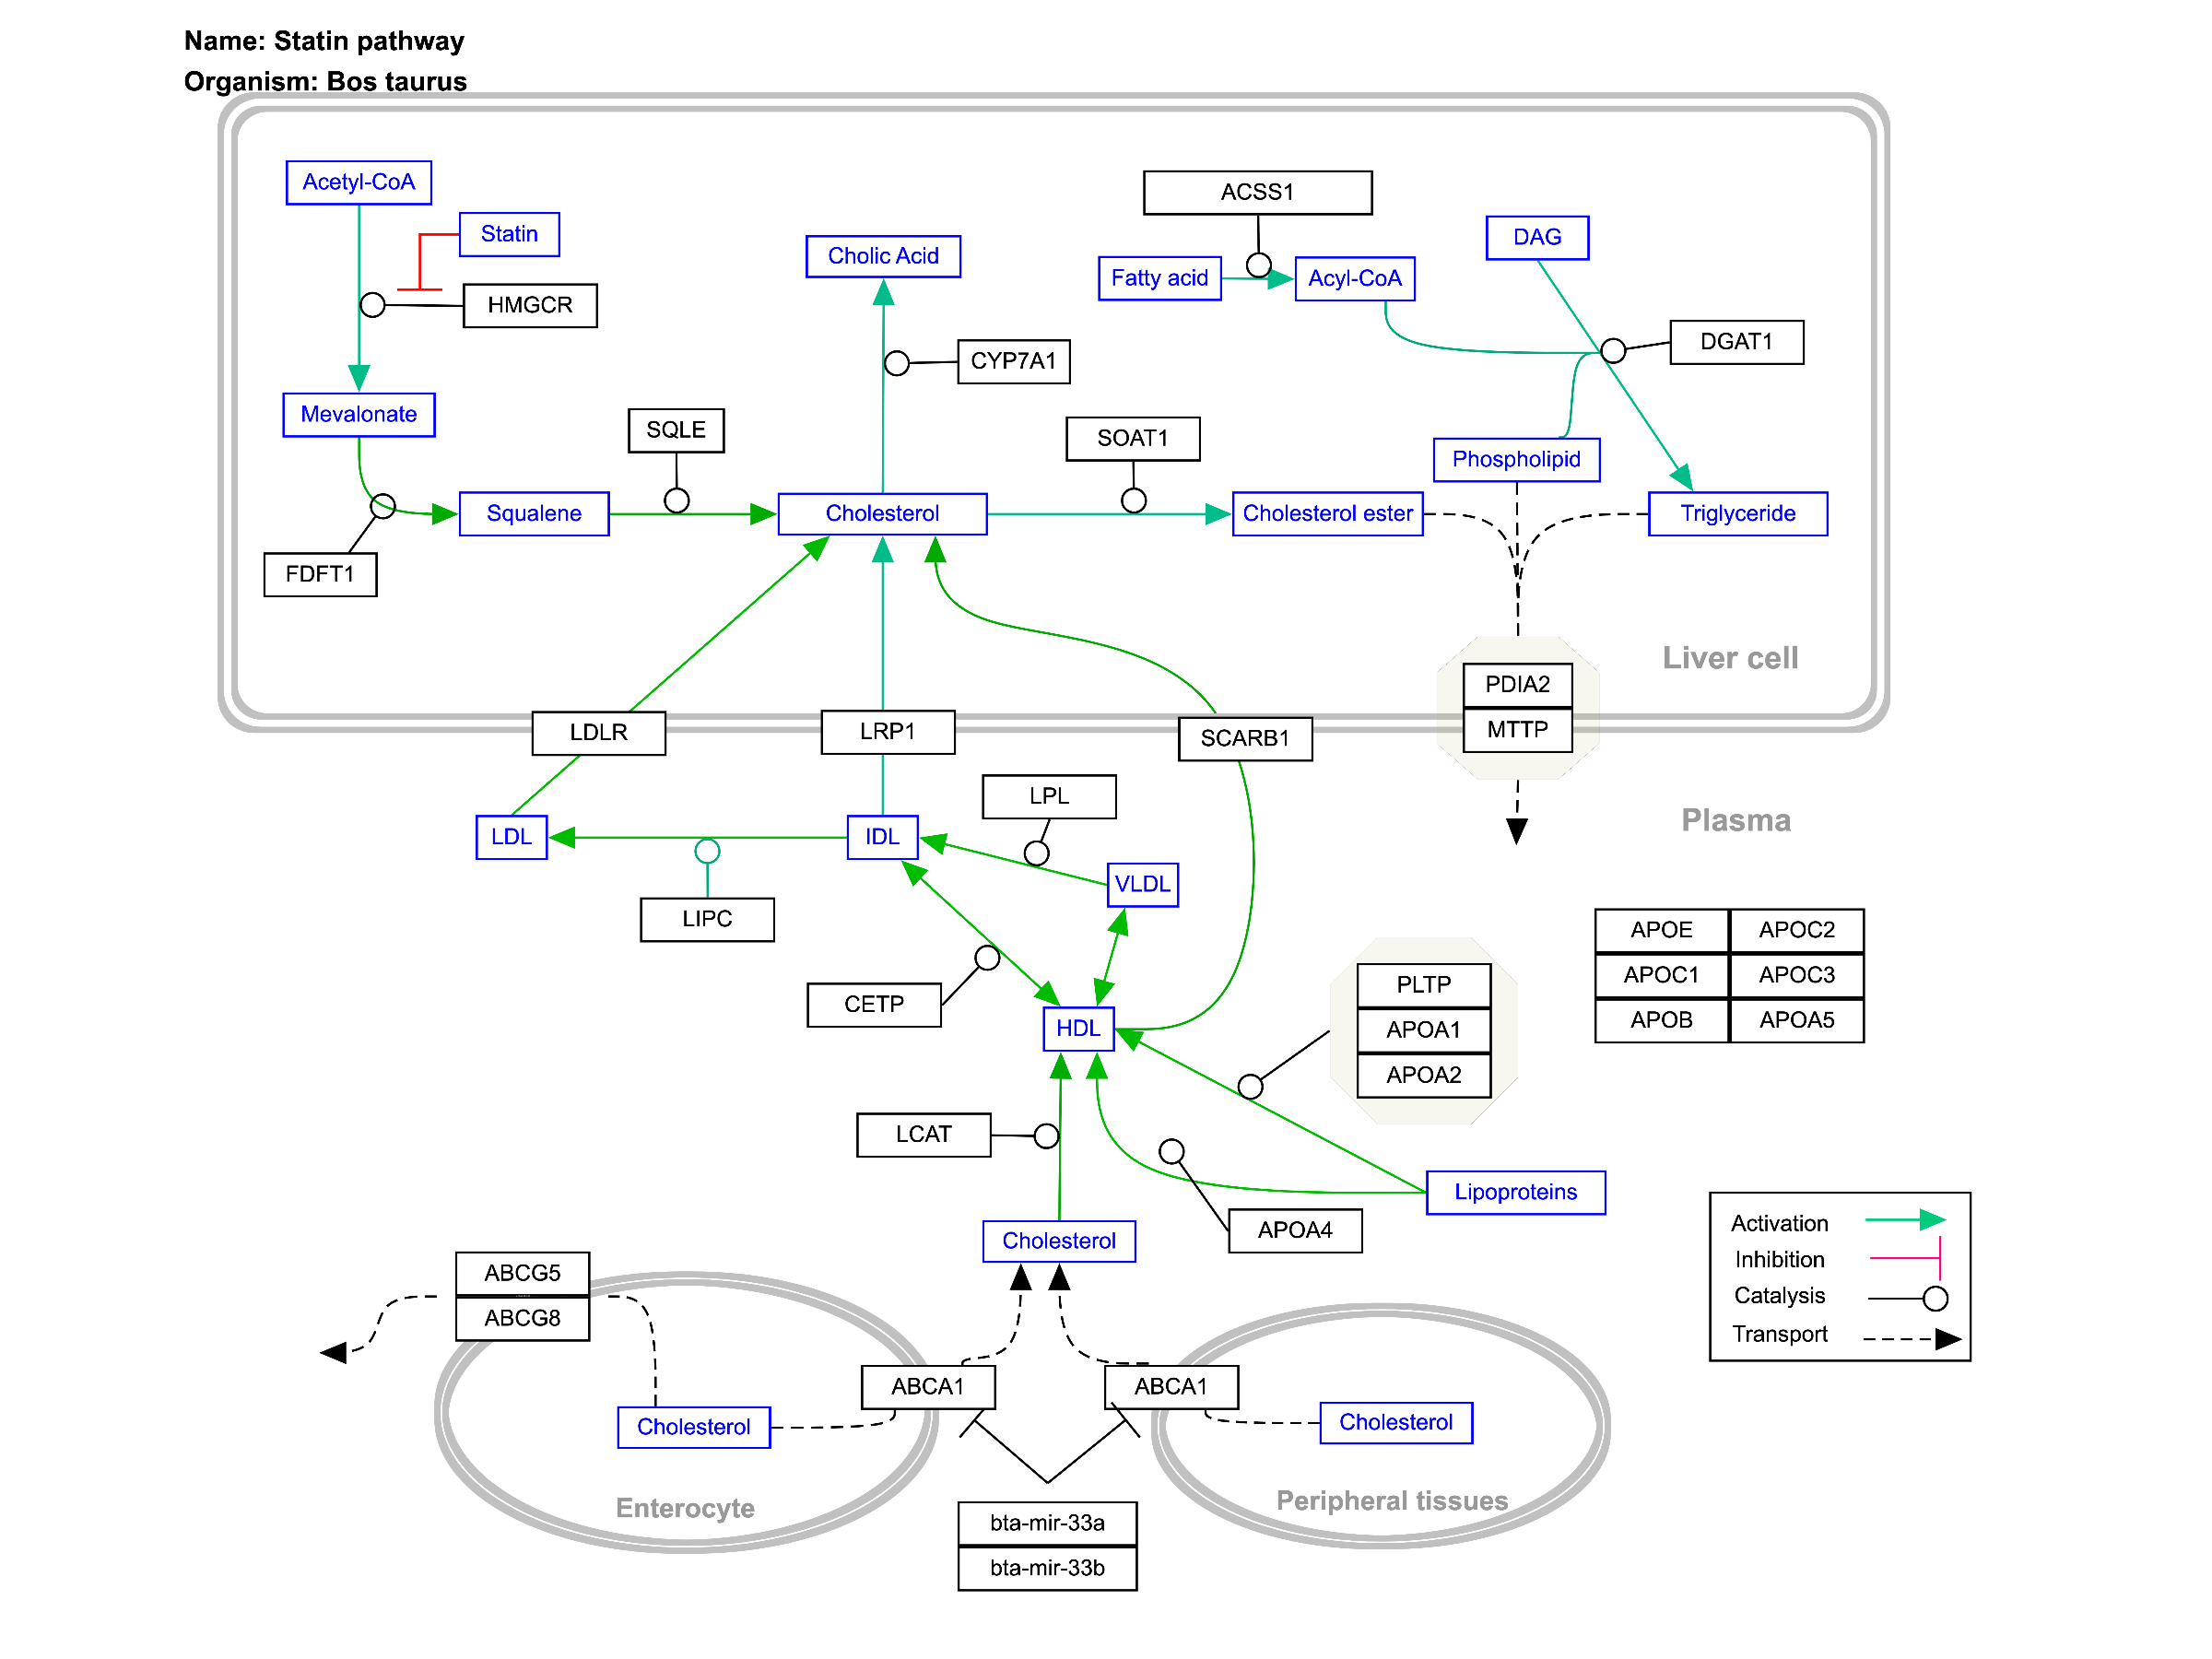 Name: Statin pathway
Organism: Bos taurus
Acetyl-CoA
Statin
HMGCR
Mevalonate
FDFT1
Squalene
SQLE
Cholic Acid
CYP7A1
Cholesterol
ACSS1
Fatty acid
Acyl-CoA
DAG
DGAT1
SOAT1
Phospholipid
Cholesterol ester
Triglyceride
Liver cell
PDIA2
MTTP
LDLR
LRP1
SCARB1
Plasma
LPL
LDL
IDL
VLDL
LIPC
CETP
HDL
PLTP
APOA1
APOA2
APOE
APOC2
APOC1
APOC3
APOB
APOA5
LCAT
Lipoproteins
APOA4
Cholesterol
Activation
Inhibition
Catalysis
Transport
ABCG5
ABCG8
ABCA1
ABCA1
Cholesterol
Cholesterol
Enterocyte
Peripheral tissues
bta-mir-33a
bta-mir-33b